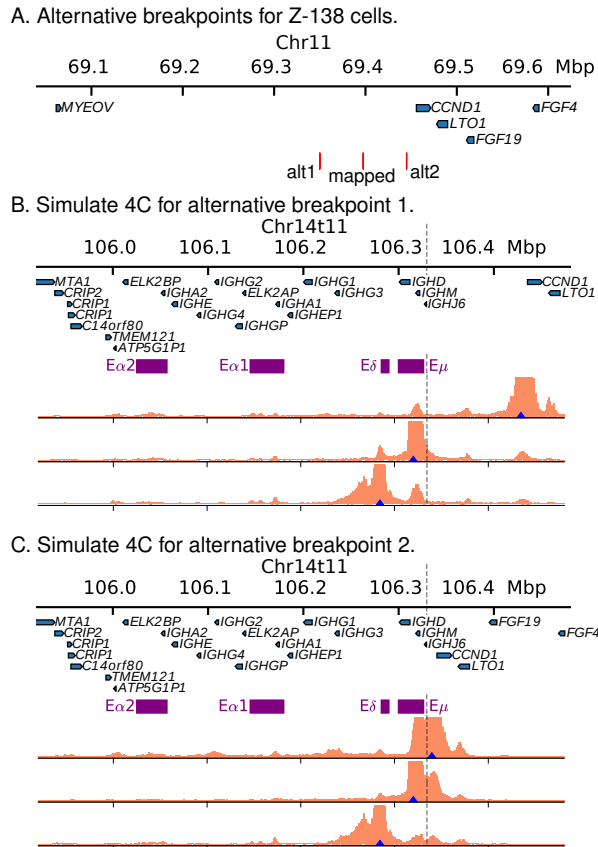 A. Alternative breakpoints for Z-138 cells.
Chr11
69.1 69.2 69.3 69.4 69.5 69.6 Mbp
MYEOV CCND1 FGF4
LTO1
FGF19
alt1 mapped alt2
B. Simulate 4C for alternative breakpoint 1.
Chr14t11
106.0 106.1 106.2 106.3 106.4 Mbp
MTA1 ELK2BP IGHG2 IGHG1 IGHD CCND1
CRIP2 IGHA2 ELK2AP IGHG3 IGHM LTO1
CRIP1 IGHE IGHA1 IGHJ6
CRIP1 IGHG4 IGHEP1
C14orf80 IGHGP
TMEM121
ATP5G1P1
Eα2 Eα1 Eδ Eμ
C. Simulate 4C for alternative breakpoint 2.
Chr14t11
106.0 106.1 106.2 106.3 106.4 Mbp
MTA1 ELK2BP IGHG2 IGHG1 IGHD FGF19
CRIP2 IGHA2 ELK2AP IGHG3 IGHM FGF4
CRIP1 IGHE IGHA1 IGHJ6
CRIP1 IGHG4 IGHEP1 CCND1
C14orf80 IGHGP LTO1
TMEM121
ATP5G1P1
Eα2 Eα1 Eδ Eμ